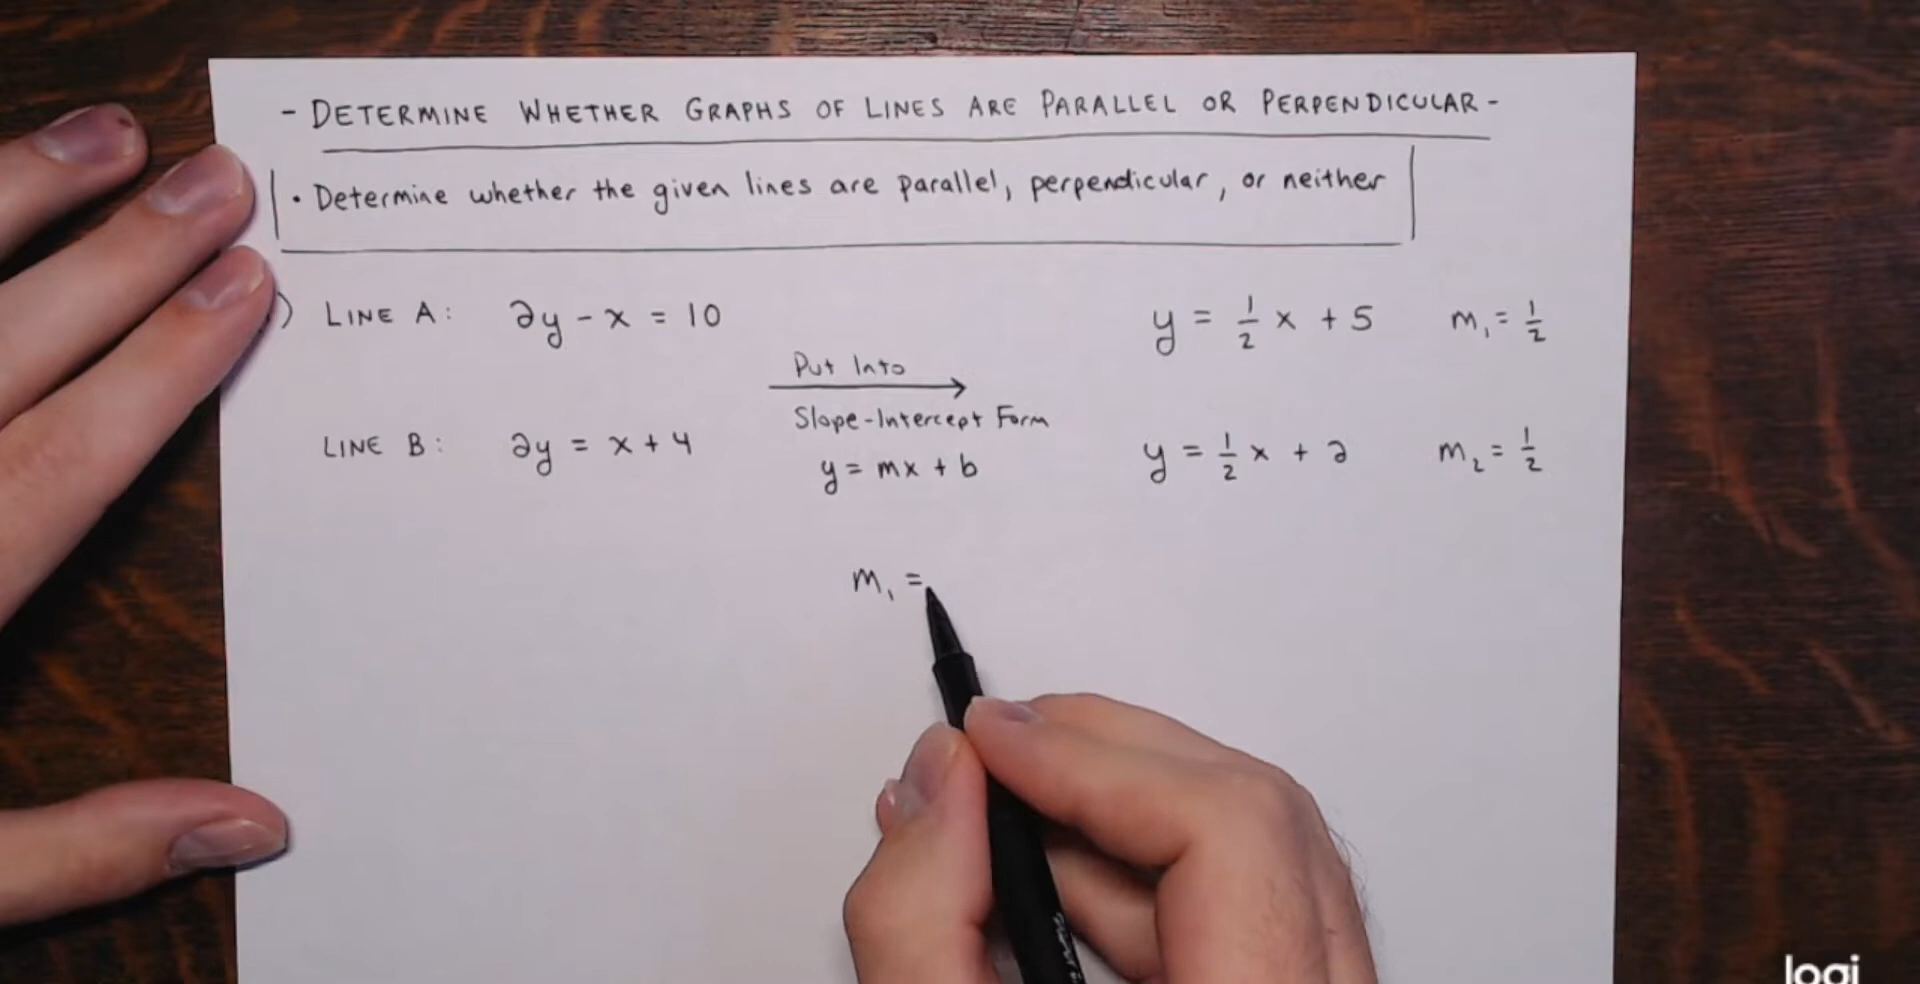 - DETERMINE WHETHER GRAPHS OF LINES ARE PARALLEL OR PERPENDICULAR -
• Determine whether the given lines are parallel, perpendicular, or neither
) LINE A: 2y - x = 10
y = 1/2 x + 5 m₁ = 1/2
Put Into
Slope-Intercept Form
y = mx + b
LINE B: 2y = x + 4
y = 1/2 x + 2 m₂ = 1/2
m₁ =
logi